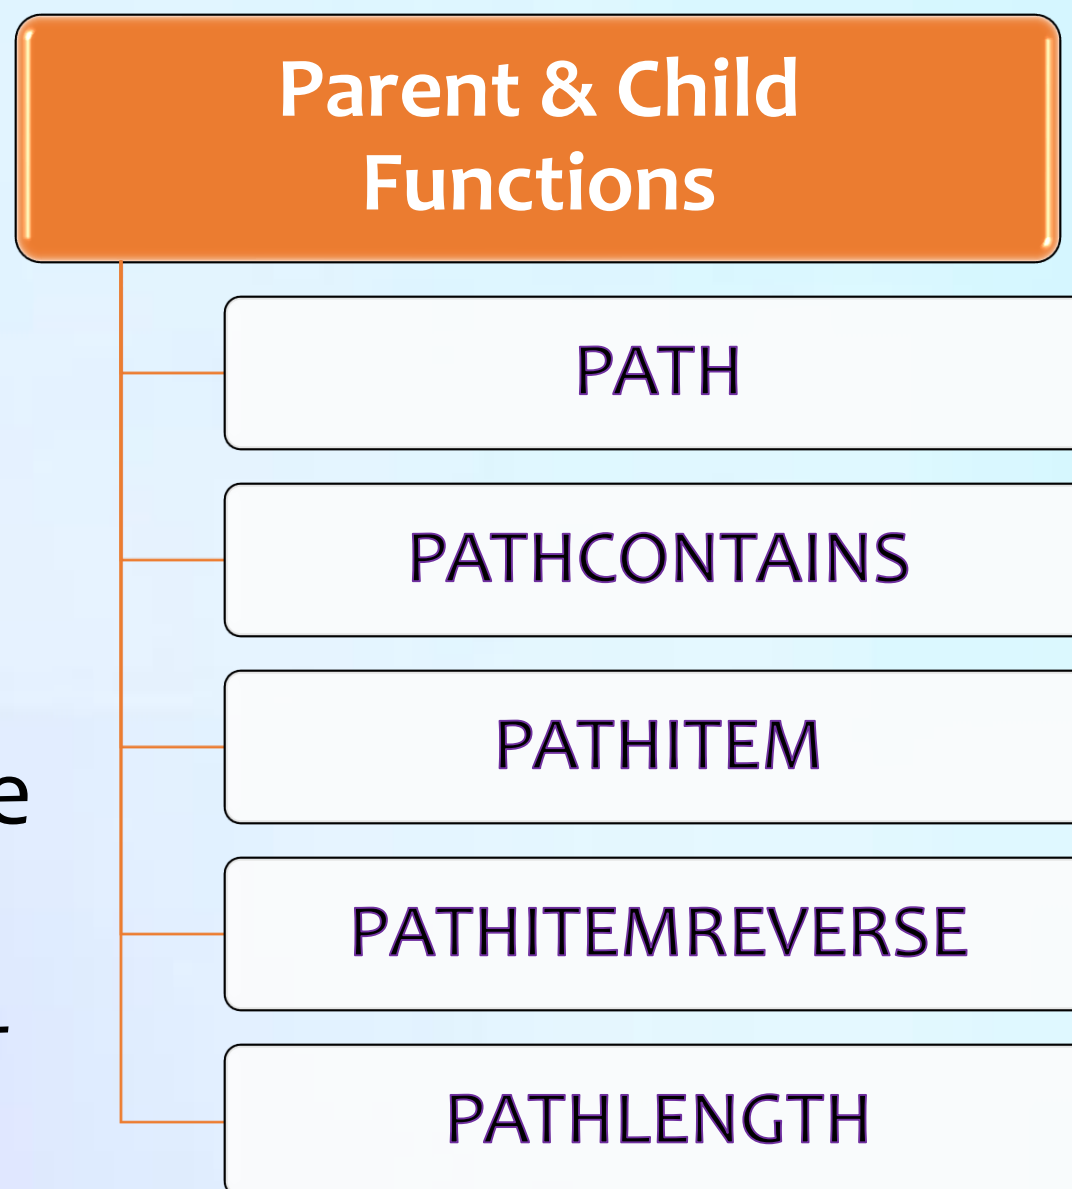 Parent & Child
Functions
PATH
PATHCONTAINS
PATHITEM
e
PATHITEMREVERSE
PATHLENGTH